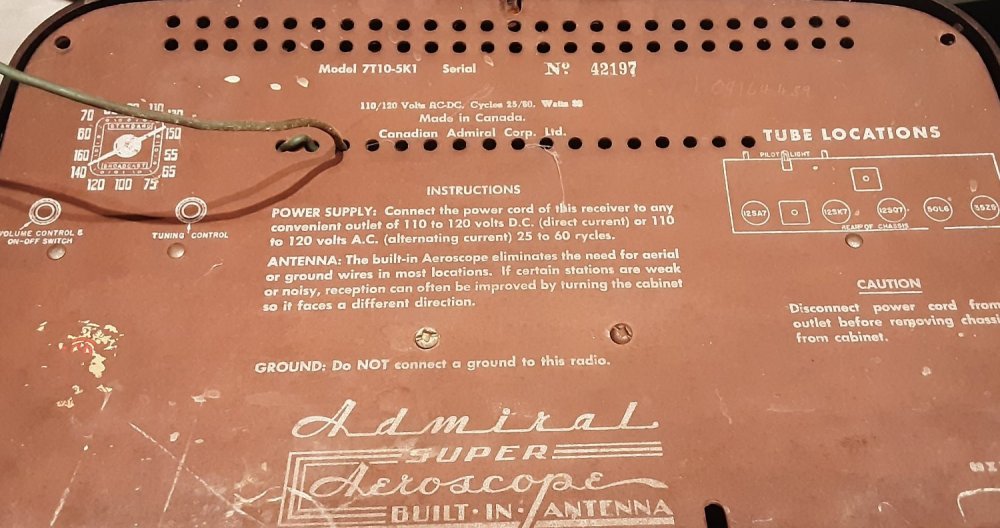 Model 7T10-5K1 Serial Nº 42197
110/120 Volts AC-DC, Cycles 25/60. Watts
Made in Canada.
Canadian Admiral Corp. Ltd.
70 110 130
80 STANDARD 150
160 55
140 BROADCAST 65
120 100 75
VOLUME CONTROL &
ON-OFF SWITCH
TUNING CONTROL
TUBE LOCATIONS
PILOT LIGHT
12SA7 12SK7 12SQ7 50L6 35Z5
REAR OF CHASSIS
INSTRUCTIONS
POWER SUPPLY: Connect the power cord of this receiver to any
convenient outlet of 110 to 120 volts D.C. (direct current) or 110
to 120 volts A.C. (alternating current) 25 to 60 cycles.
ANTENNA: The built-in Aeroscope eliminates the need for aerial
or ground wires in most locations. If certain stations are weak
or noisy, reception can often be improved by turning the cabinet
so it faces a different direction.
GROUND: Do NOT connect a ground to this radio.
CAUTION
Disconnect power cord from
outlet before removing chassi
from cabinet.
Admiral
SUPER
Aeroscope
BUILT-IN-ANTENNA